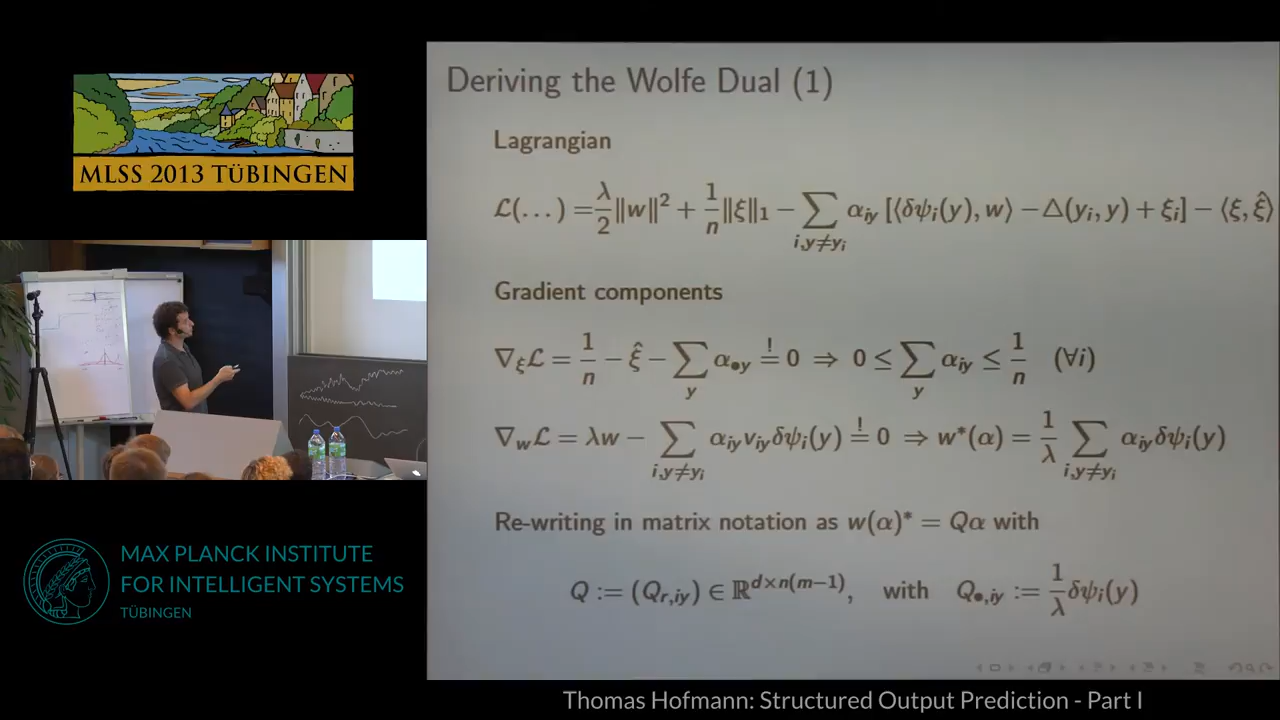 MLSS 2013 TÜBINGEN
MAX PLANCK INSTITUTE
FOR INTELLIGENT SYSTEMS
TÜBINGEN
Deriving the Wolfe Dual (1)
Lagrangian
ℒ(…) = λ/2 ‖w‖² + 1/n ‖ξ‖₁ − ∑_{i,y≠y_i} α_{iy} [⟨δψ_i(y), w⟩ − △(y_i, y) + ξ_i] − ⟨ξ, ξ̂⟩
Gradient components
∇_ξ ℒ = 1/n − ξ̂ − ∑_y α_{•y} =! 0 ⇒ 0 ≤ ∑_y α_{iy} ≤ 1/n (∀i)
∇_w ℒ = λw − ∑_{i,y≠y_i} α_{iy} v_{iy} δψ_i(y) =! 0 ⇒ w*(α) = 1/λ ∑_{i,y≠y_i} α_{iy} δψ_i(y)
Re-writing in matrix notation as w(α)* = Qα with
Q := (Q_{r,iy}) ∈ ℝ^{d×n(m−1)}, with Q_{•,iy} := 1/λ δψ_i(y)
Thomas Hofmann: Structured Output Prediction - Part I